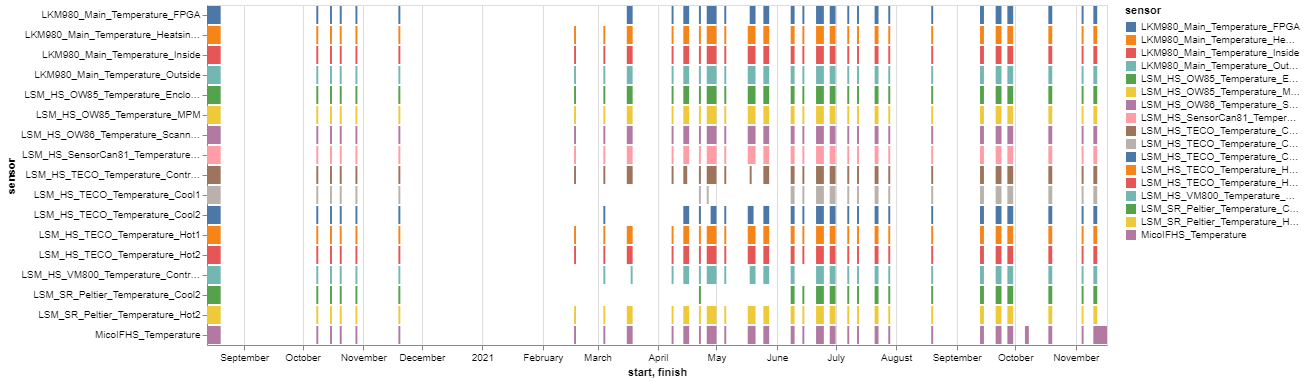 LKM980_Main_Temperature_FPGA
LKM980_Main_Temperature_Heatsin…
LKM980_Main_Temperature_Inside
LKM980_Main_Temperature_Outside
LSM_HS_OW85_Temperature_Enclo…
LSM_HS_OW85_Temperature_MPM
LSM_HS_OW86_Temperature_Scann…
LSM_HS_SensorCan81_Temperature…
LSM_HS_TECO_Temperature_Contr…
LSM_HS_TECO_Temperature_Cool1
LSM_HS_TECO_Temperature_Cool2
LSM_HS_TECO_Temperature_Hot1
LSM_HS_TECO_Temperature_Hot2
LSM_HS_VM800_Temperature_Contr…
LSM_SR_Peltier_Temperature_Cool2
LSM_SR_Peltier_Temperature_Hot2
MicolFHS_Temperature
sensor
September October November December 2021 February March April May June July August September October November
start, finish
sensor
LKM980_Main_Temperature_FPGA
LKM980_Main_Temperature_He…
LKM980_Main_Temperature_Inside
LKM980_Main_Temperature_Out…
LSM_HS_OW85_Temperature_E…
LSM_HS_OW85_Temperature_M…
LSM_HS_OW86_Temperature_S…
LSM_HS_SensorCan81_Temper…
LSM_HS_TECO_Temperature_C…
LSM_HS_TECO_Temperature_C…
LSM_HS_TECO_Temperature_C…
LSM_HS_TECO_Temperature_H…
LSM_HS_TECO_Temperature_H…
LSM_HS_VM800_Temperature_…
LSM_SR_Peltier_Temperature_C…
LSM_SR_Peltier_Temperature_H…
MicolFHS_Temperature